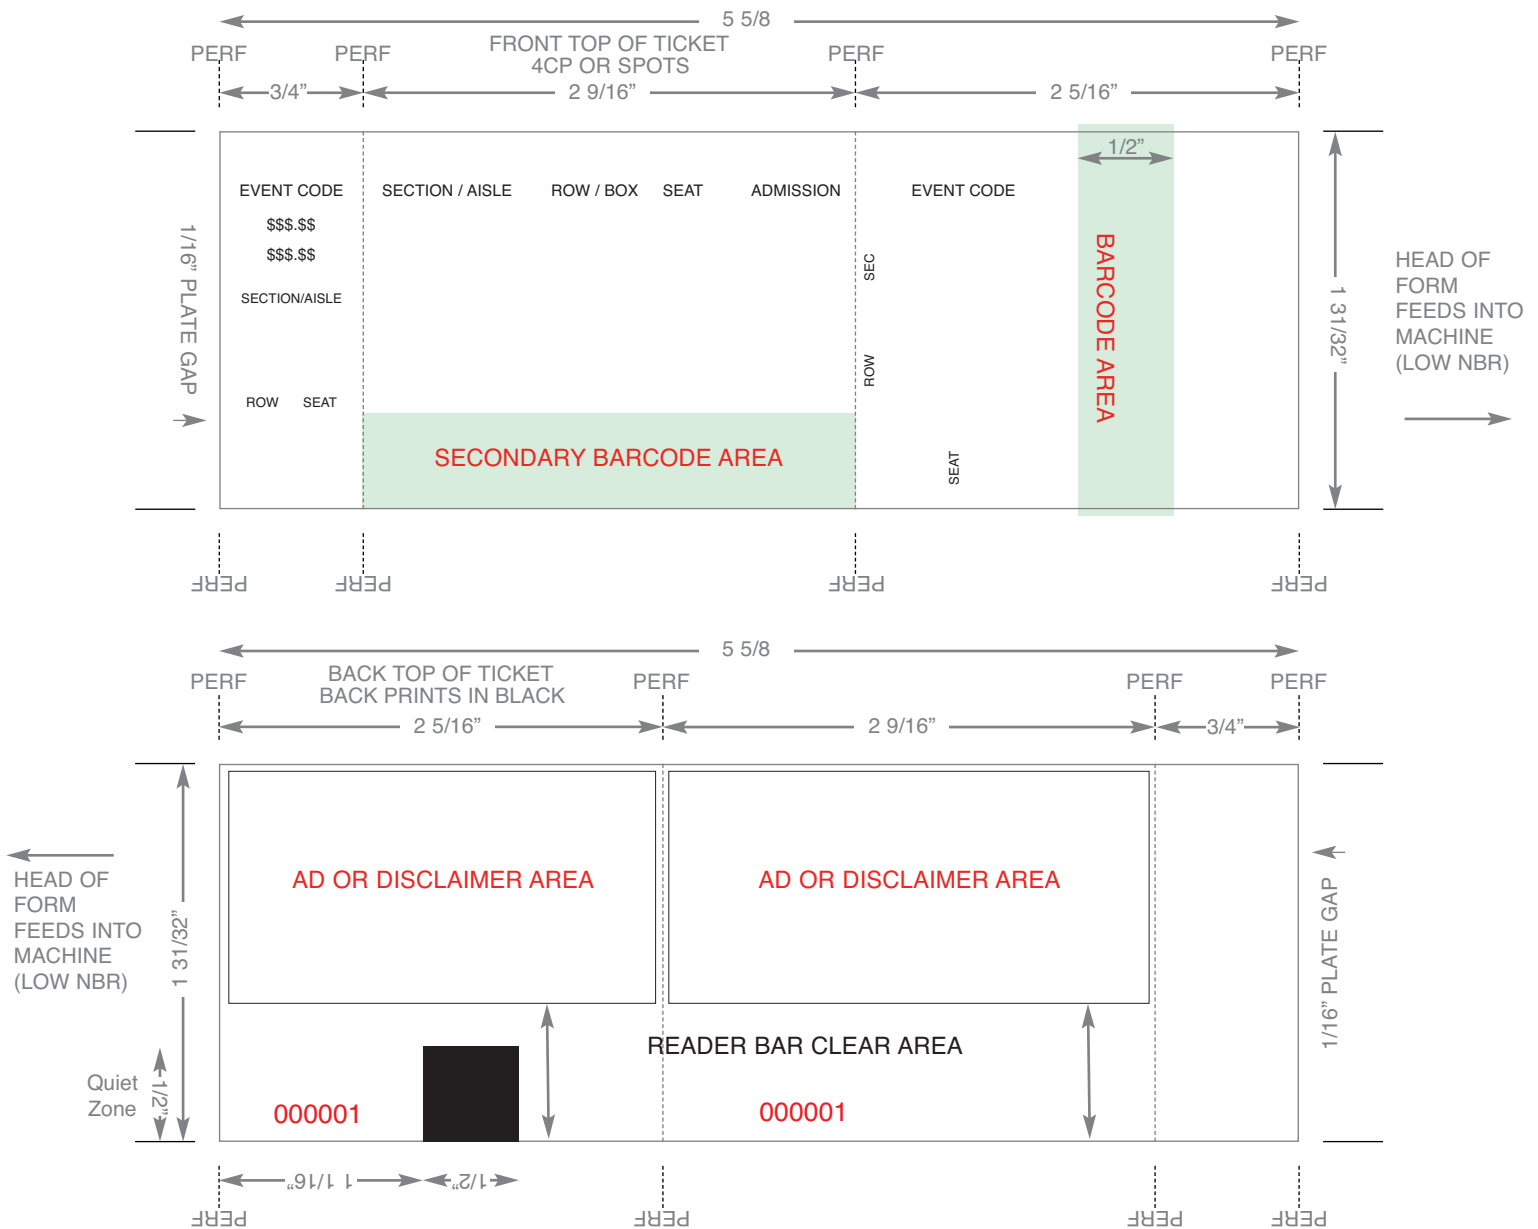 5 5/8
PERF
PERF
FRONT TOP OF TICKET
4CP OR SPOTS
PERF
PERF
3/4”
2 9/16”
2 5/16”
1/2”
EVENT CODE
SECTION / AISLE
ROW / BOX
SEAT
ADMISSION
EVENT CODE
$$$.$$
$$$.$$
SECTION/AISLE
ROW
SEAT
SEC
ROW
SEAT
BARCODE AREA
SECONDARY BARCODE AREA
1/16” PLATE GAP
1 31/32”
HEAD OF
FORM
FEEDS INTO
MACHINE
(LOW NBR)
PERF
PERF
PERF
PERF
5 5/8
PERF
BACK TOP OF TICKET
BACK PRINTS IN BLACK
PERF
PERF
PERF
2 5/16”
2 9/16”
3/4”
AD OR DISCLAIMER AREA
AD OR DISCLAIMER AREA
HEAD OF
FORM
FEEDS INTO
MACHINE
(LOW NBR)
1 31/32”
1/16” PLATE GAP
READER BAR CLEAR AREA
Quiet
Zone
1/2”
000001
000001
1 1/16”
1/2”
PERF
PERF
PERF
PERF